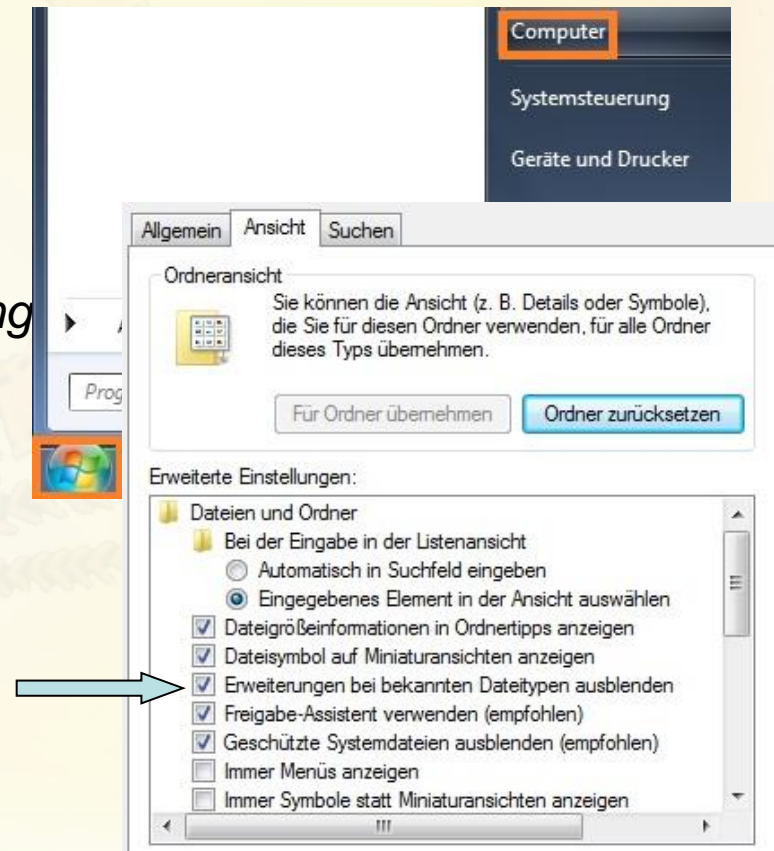 Computer
Systemsteuerung
Geräte und Drucker
Allgemein Ansicht Suchen
Ordneransicht
Sie können die Ansicht (z. B. Details oder Symbole),
die Sie für diesen Ordner verwenden, für alle Ordner
dieses Typs übernehmen.
ng
Prog
Für Ordner übernehmen Ordner zurücksetzen
Erweiterte Einstellungen:
Dateien und Ordner
Bei der Eingabe in der Listenansicht
Automatisch in Suchfeld eingeben
Eingegebenes Element in der Ansicht auswählen
Dateigrößeinformationen in Ordnertipps anzeigen
Dateisymbol auf Miniaturansichten anzeigen
Erweiterungen bei bekannten Dateitypen ausblenden
Freigabe-Assistent verwenden (empfohlen)
Geschützte Systemdateien ausblenden (empfohlen)
Immer Menüs anzeigen
Immer Symbole statt Miniaturansichten anzeigen